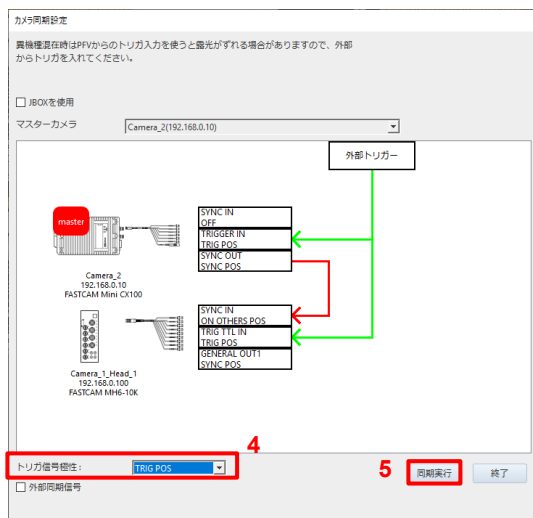 カメラ同期設定
異機種混在時はPFVからのトリガ入力を使うと露光がずれる場合がありますので、外部
からトリガを入れてください。
JBOXを使用
マスターカメラ
Camera_2(192.168.0.10)
外部トリガー
master
SYNC IN
OFF
TRIGGER IN
TRIG POS
SYNC OUT
SYNC POS
Camera_2
192.168.0.10
FASTCAM Mini CX100
SYNC IN
ON OTHERS POS
TRIG TTL IN
TRIG POS
GENERAL OUT1
SYNC POS
Camera_1_Head_1
192.168.0.100
FASTCAM MH6-10K
4
トリガ信号極性：
TRIG POS
5
同期実行
終了
外部同期信号